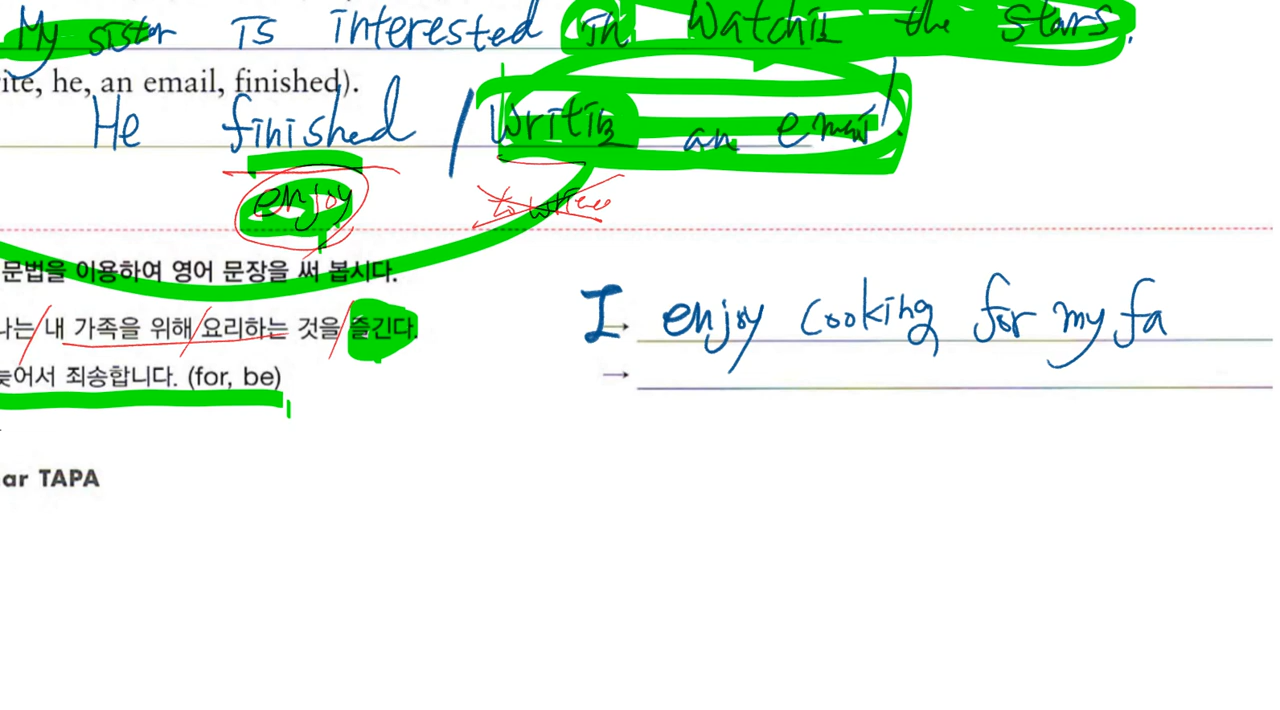 My sister is interested in watching the stars.
ite, he, an email, finished).
He finished / writing an email.
enjoy to write
문법을 이용하여 영어 문장을 써 봅시다.
나는/내 가족을 위해/요리하는 것을/즐긴다. → I enjoy cooking for my fa
늦어서 죄송합니다. (for, be) →
ar TAPA